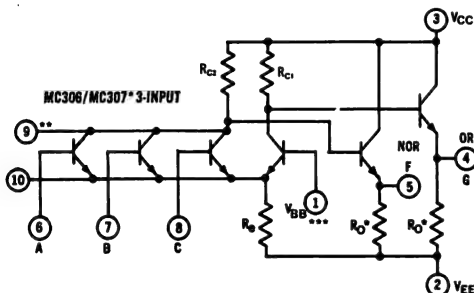 3 VCC
RC2 RC1
MC306/MC307* 3-INPUT
9 **
10
NOR
F
5
OR
4
G
6
A
7
B
8
C
VBB 1
***
Re
RO*
RO*
2 VEE